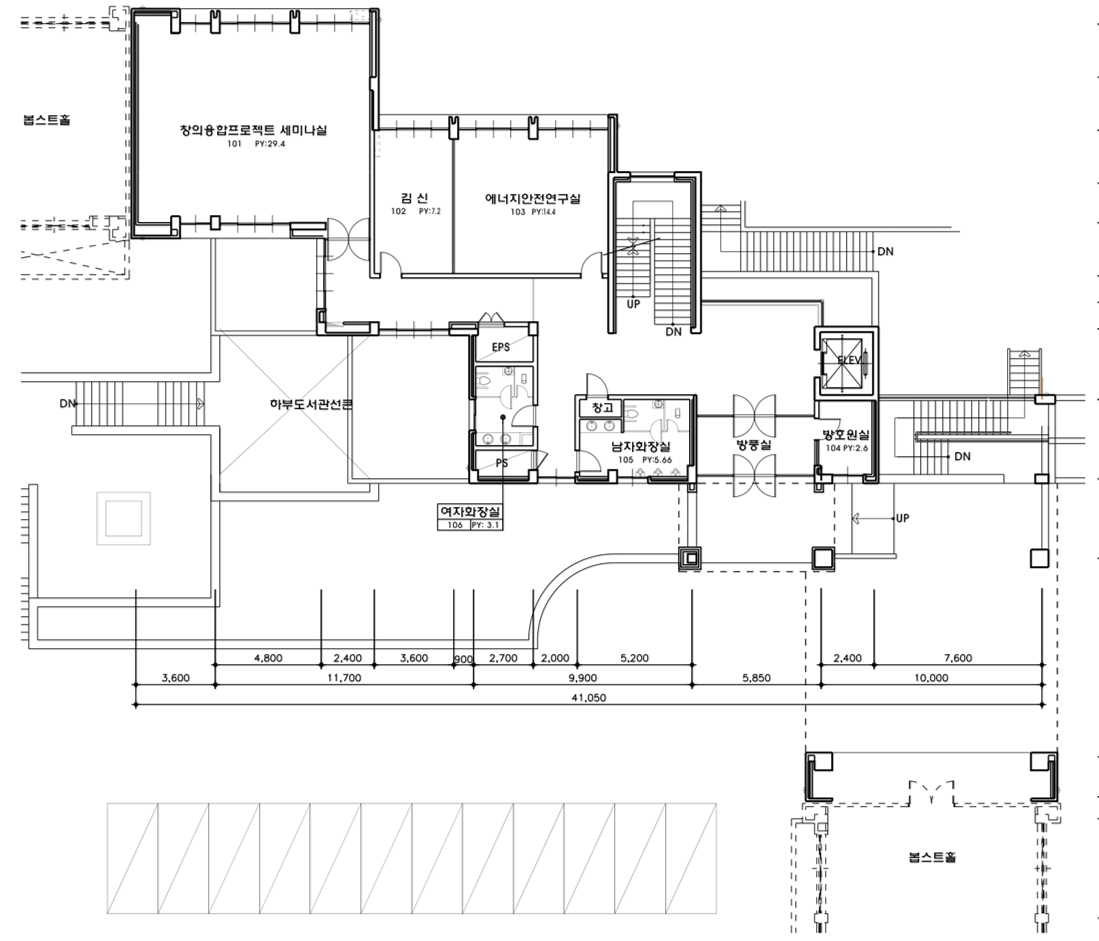 봅스트홀
창의융합프로젝트 세미나실
101 PY:29.4
김 신
102 PY:7.2
에너지안전연구실
103 PY:14.4
DN
UP
DN
EPS
ELEV
DN
하부도서관선큰
창고
남자화장실
105 PY:5.66
방풍실
방호원실
104 PY:2.6
DN
PS
여자화장실
106 PY: 3.1
UP
4,800
2,400
3,600
900
2,700
2,000
5,200
2,400
7,600
3,600
11,700
9,900
5,850
10,000
41,050
봅스트홀